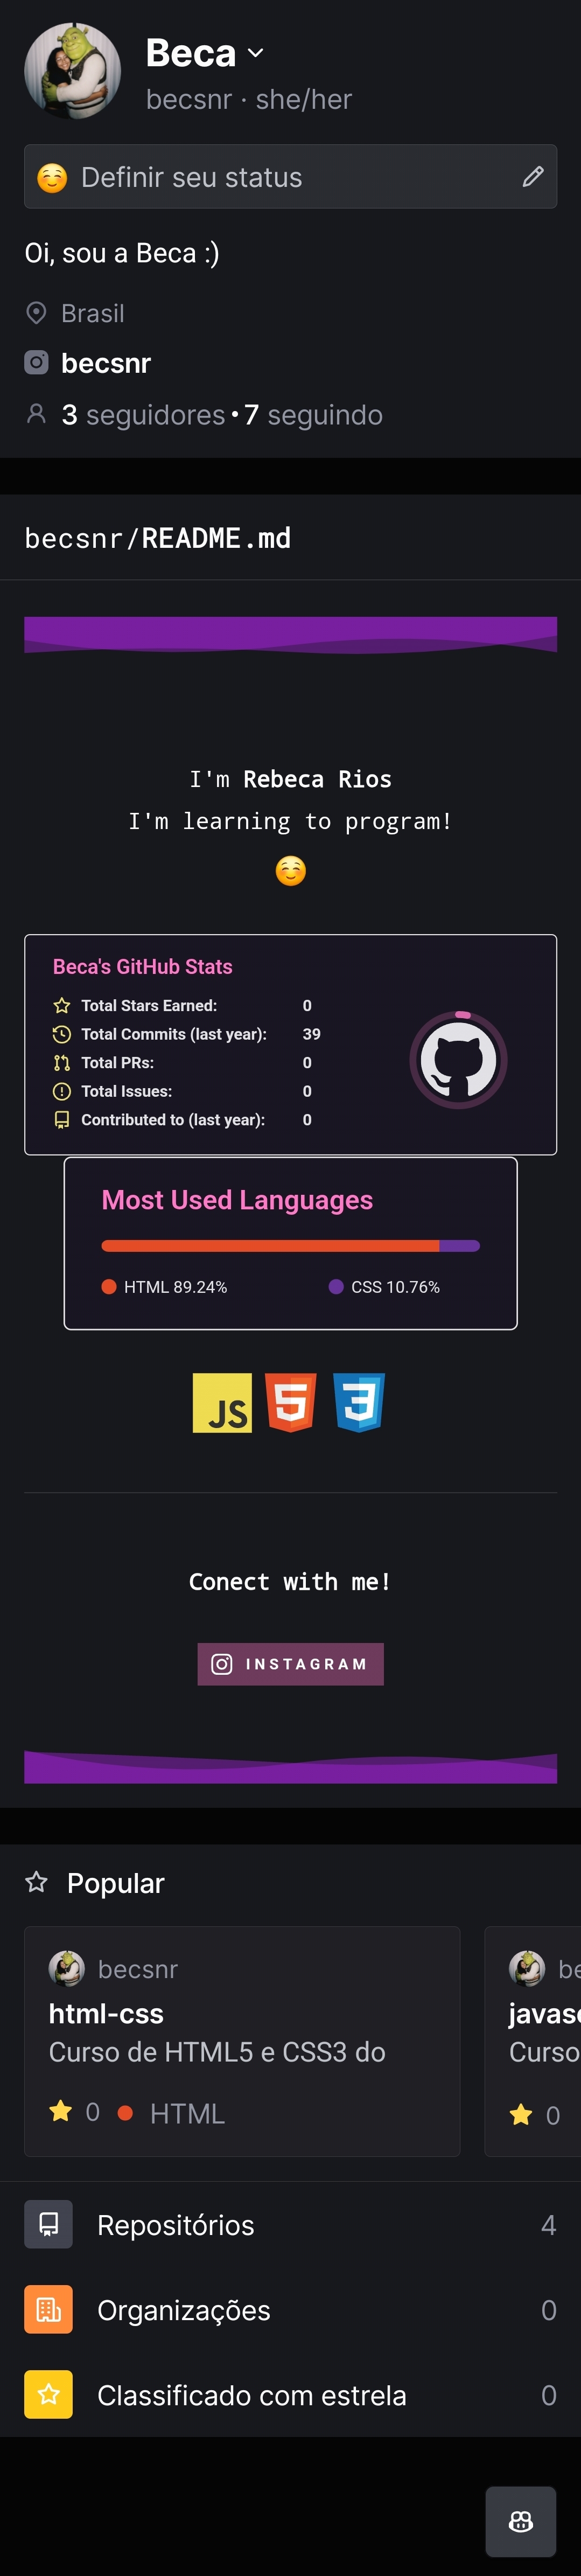 Beca
becsnr · she/her
Definir seu status
Oi, sou a Beca :)
Brasil
becsnr
3 seguidores • 7 seguindo
becsnr/README.md
I'm Rebeca Rios
I'm learning to program!
Beca's GitHub Stats
Total Stars Earned: 0
Total Commits (last year): 39
Total PRs: 0
Total Issues: 0
Contributed to (last year): 0
Most Used Languages
HTML 89.24% CSS 10.76%
JS 5 3
Conect with me!
INSTAGRAM
Popular
becsnr be
html-css javasc
Curso de HTML5 e CSS3 do Curso
0 HTML 0
Repositórios 4
Organizações 0
Classificado com estrela 0